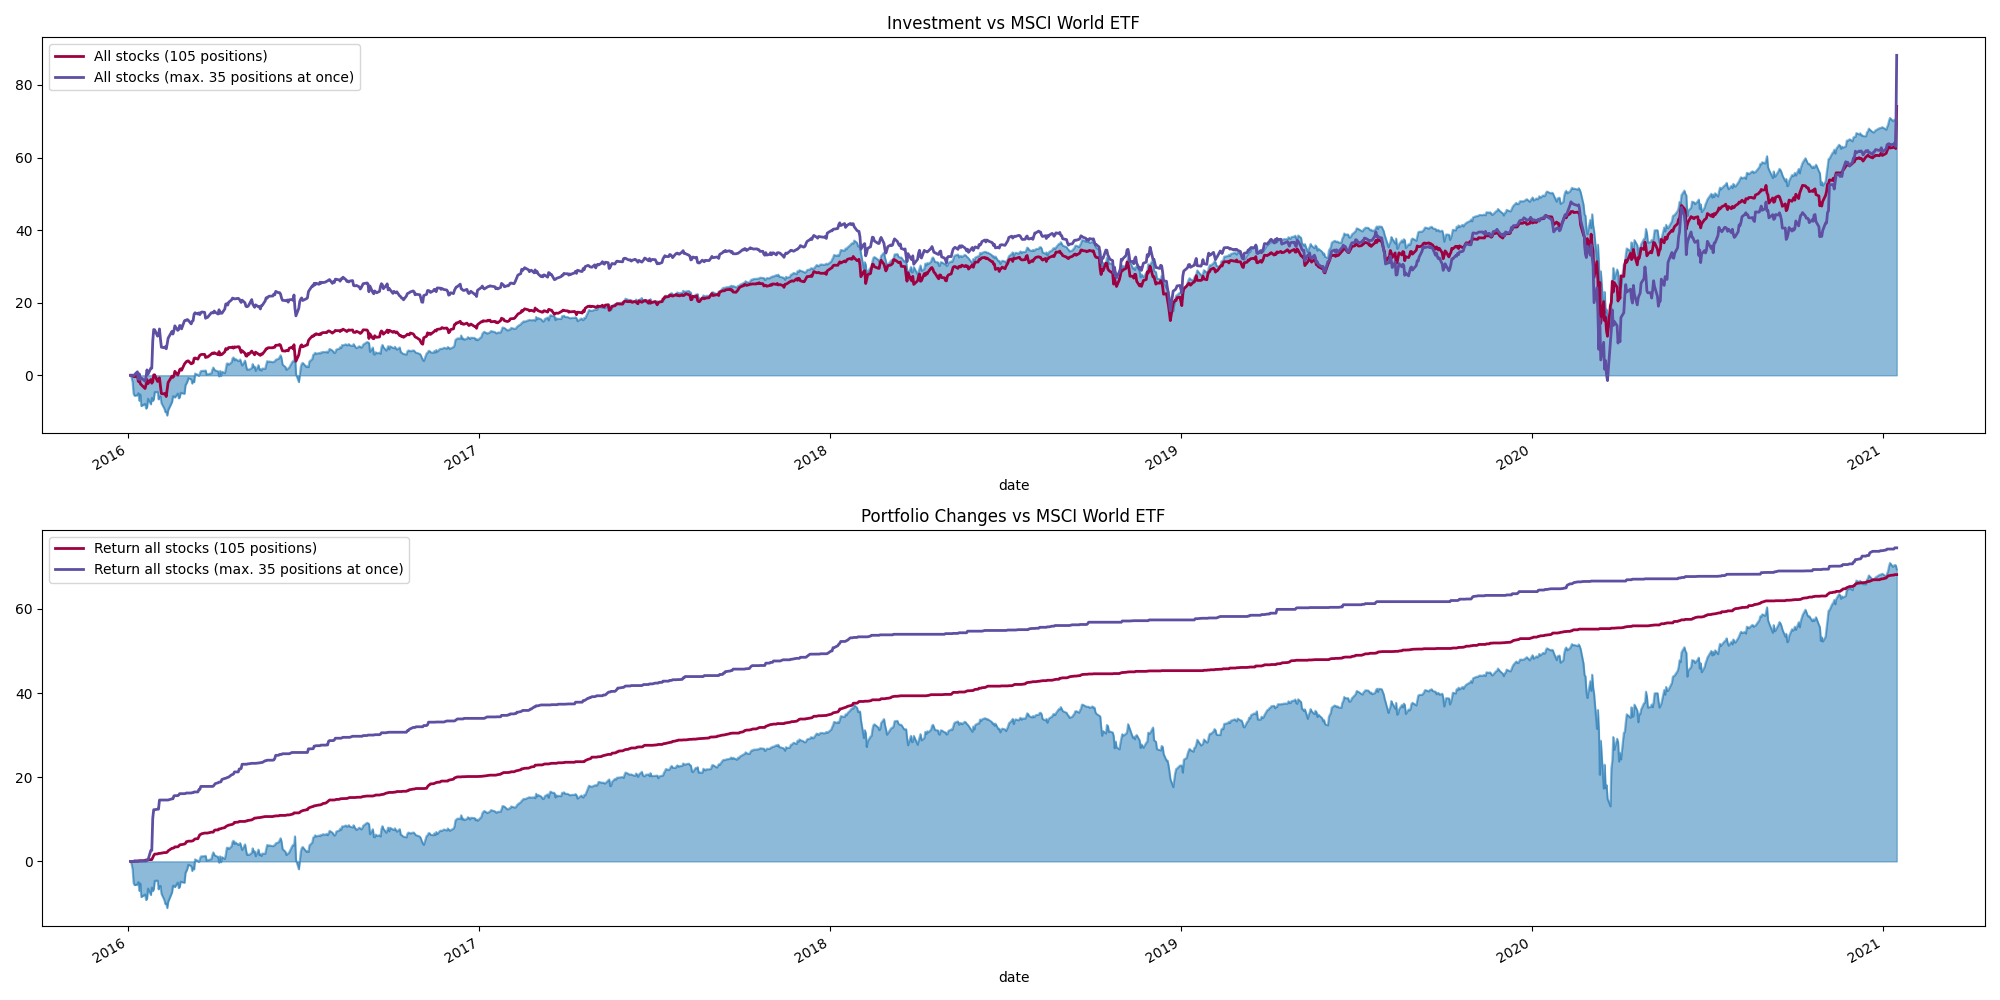 Investment vs MSCI World ETF
All stocks (105 positions)
All stocks (max. 35 positions at once)
80
60
40
20
0
2016 2017 2018 2019 2020 2021
date
Portfolio Changes vs MSCI World ETF
Return all stocks (105 positions)
Return all stocks (max. 35 positions at once)
60
40
20
0
2016 2017 2018 2019 2020 2021
date